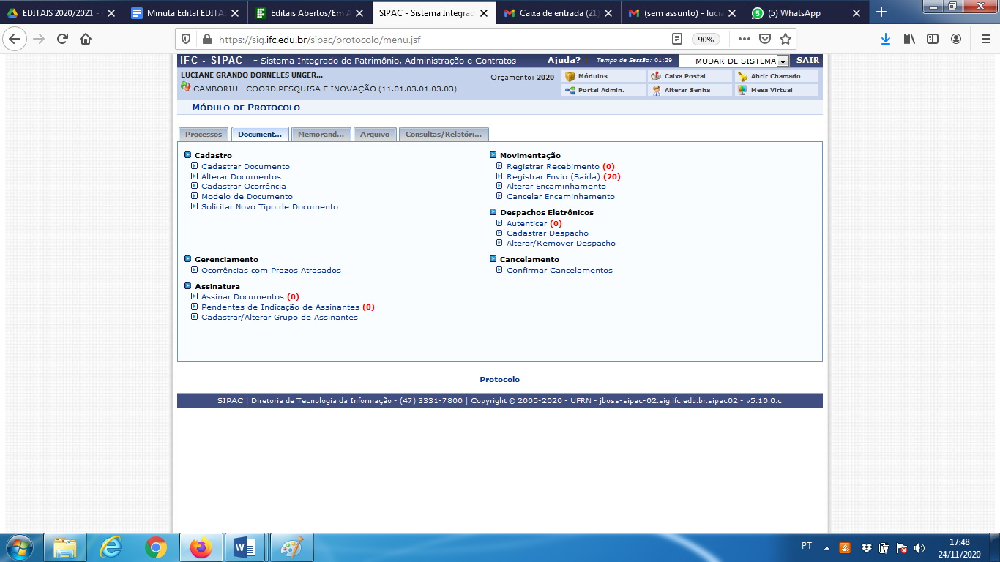 EDITAIS 2020/2021 -
Minuta Edital EDITAL
Editais Abertos/Em A
SIPAC - Sistema Integrad
Caixa de entrada (21)
(sem assunto) - lucia
(5) WhatsApp
https://sig.ifc.edu.br/sipac/protocolo/menu.jsf
90%
IFC - SIPAC - Sistema Integrado de Patrimônio, Administração e Contratos
Ajuda?
Tempo de Sessão: 01:29
--- MUDAR DE SISTEMA
SAIR
LUCIANE GRANDO DORNELES UNGER...
Orçamento: 2020
Módulos
Caixa Postal
Abrir Chamado
CAMBORIU - COORD.PESQUISA E INOVAÇÃO (11.01.03.01.03.03)
Portal Admin.
Alterar Senha
Mesa Virtual
MÓDULO DE PROTOCOLO
Processos
Document...
Memorand...
Arquivo
Consultas/Relatóri...
Cadastro
Cadastrar Documento
Alterar Documentos
Cadastrar Ocorrência
Modelo de Documento
Solicitar Novo Tipo de Documento
Movimentação
Registrar Recebimento (0)
Registrar Envio (Saída) (20)
Alterar Encaminhamento
Cancelar Encaminhamento
Despachos Eletrônicos
Autenticar (0)
Cadastrar Despacho
Alterar/Remover Despacho
Gerenciamento
Ocorrências com Prazos Atrasados
Cancelamento
Confirmar Cancelamentos
Assinatura
Assinar Documentos (0)
Pendentes de Indicação de Assinantes (0)
Cadastrar/Alterar Grupo de Assinantes
Protocolo
SIPAC | Diretoria de Tecnologia da Informação - (47) 3331-7800 | Copyright © 2005-2020 - UFRN - jboss-sipac-02.sig.ifc.edu.br.sipac02 - v5.10.0.c
PT
17:48
24/11/2020